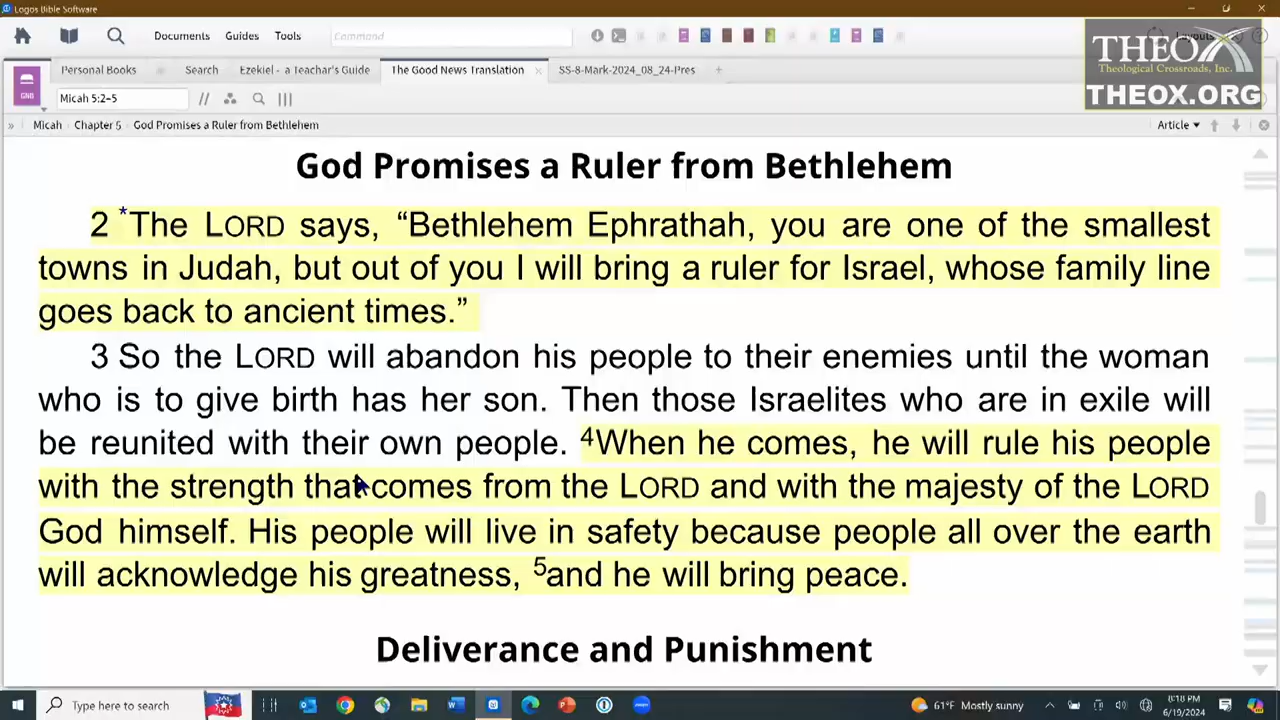 Logos Bible Software
Documents Guides Tools Command Layouts
Personal Books Search Ezekiel - a Teacher's Guide The Good News Translation SS-8-Mark-2024_08_24-Pres +
THEOX
Theological Crossroads, Inc.
THEOX.ORG
GNB
Micah 5:2–5
» Micah Chapter 5 God Promises a Ruler from Bethlehem Article
God Promises a Ruler from Bethlehem
2 *The LORD says, “Bethlehem Ephrathah, you are one of the smallest
towns in Judah, but out of you I will bring a ruler for Israel, whose family line
goes back to ancient times.”
3 So the LORD will abandon his people to their enemies until the woman
who is to give birth has her son. Then those Israelites who are in exile will
be reunited with their own people. 4When he comes, he will rule his people
with the strength that comes from the LORD and with the majesty of the LORD
God himself. His people will live in safety because people all over the earth
will acknowledge his greatness, 5and he will bring peace.
Deliverance and Punishment
Type here to search
61°F Mostly sunny
8:18 PM
6/19/2024